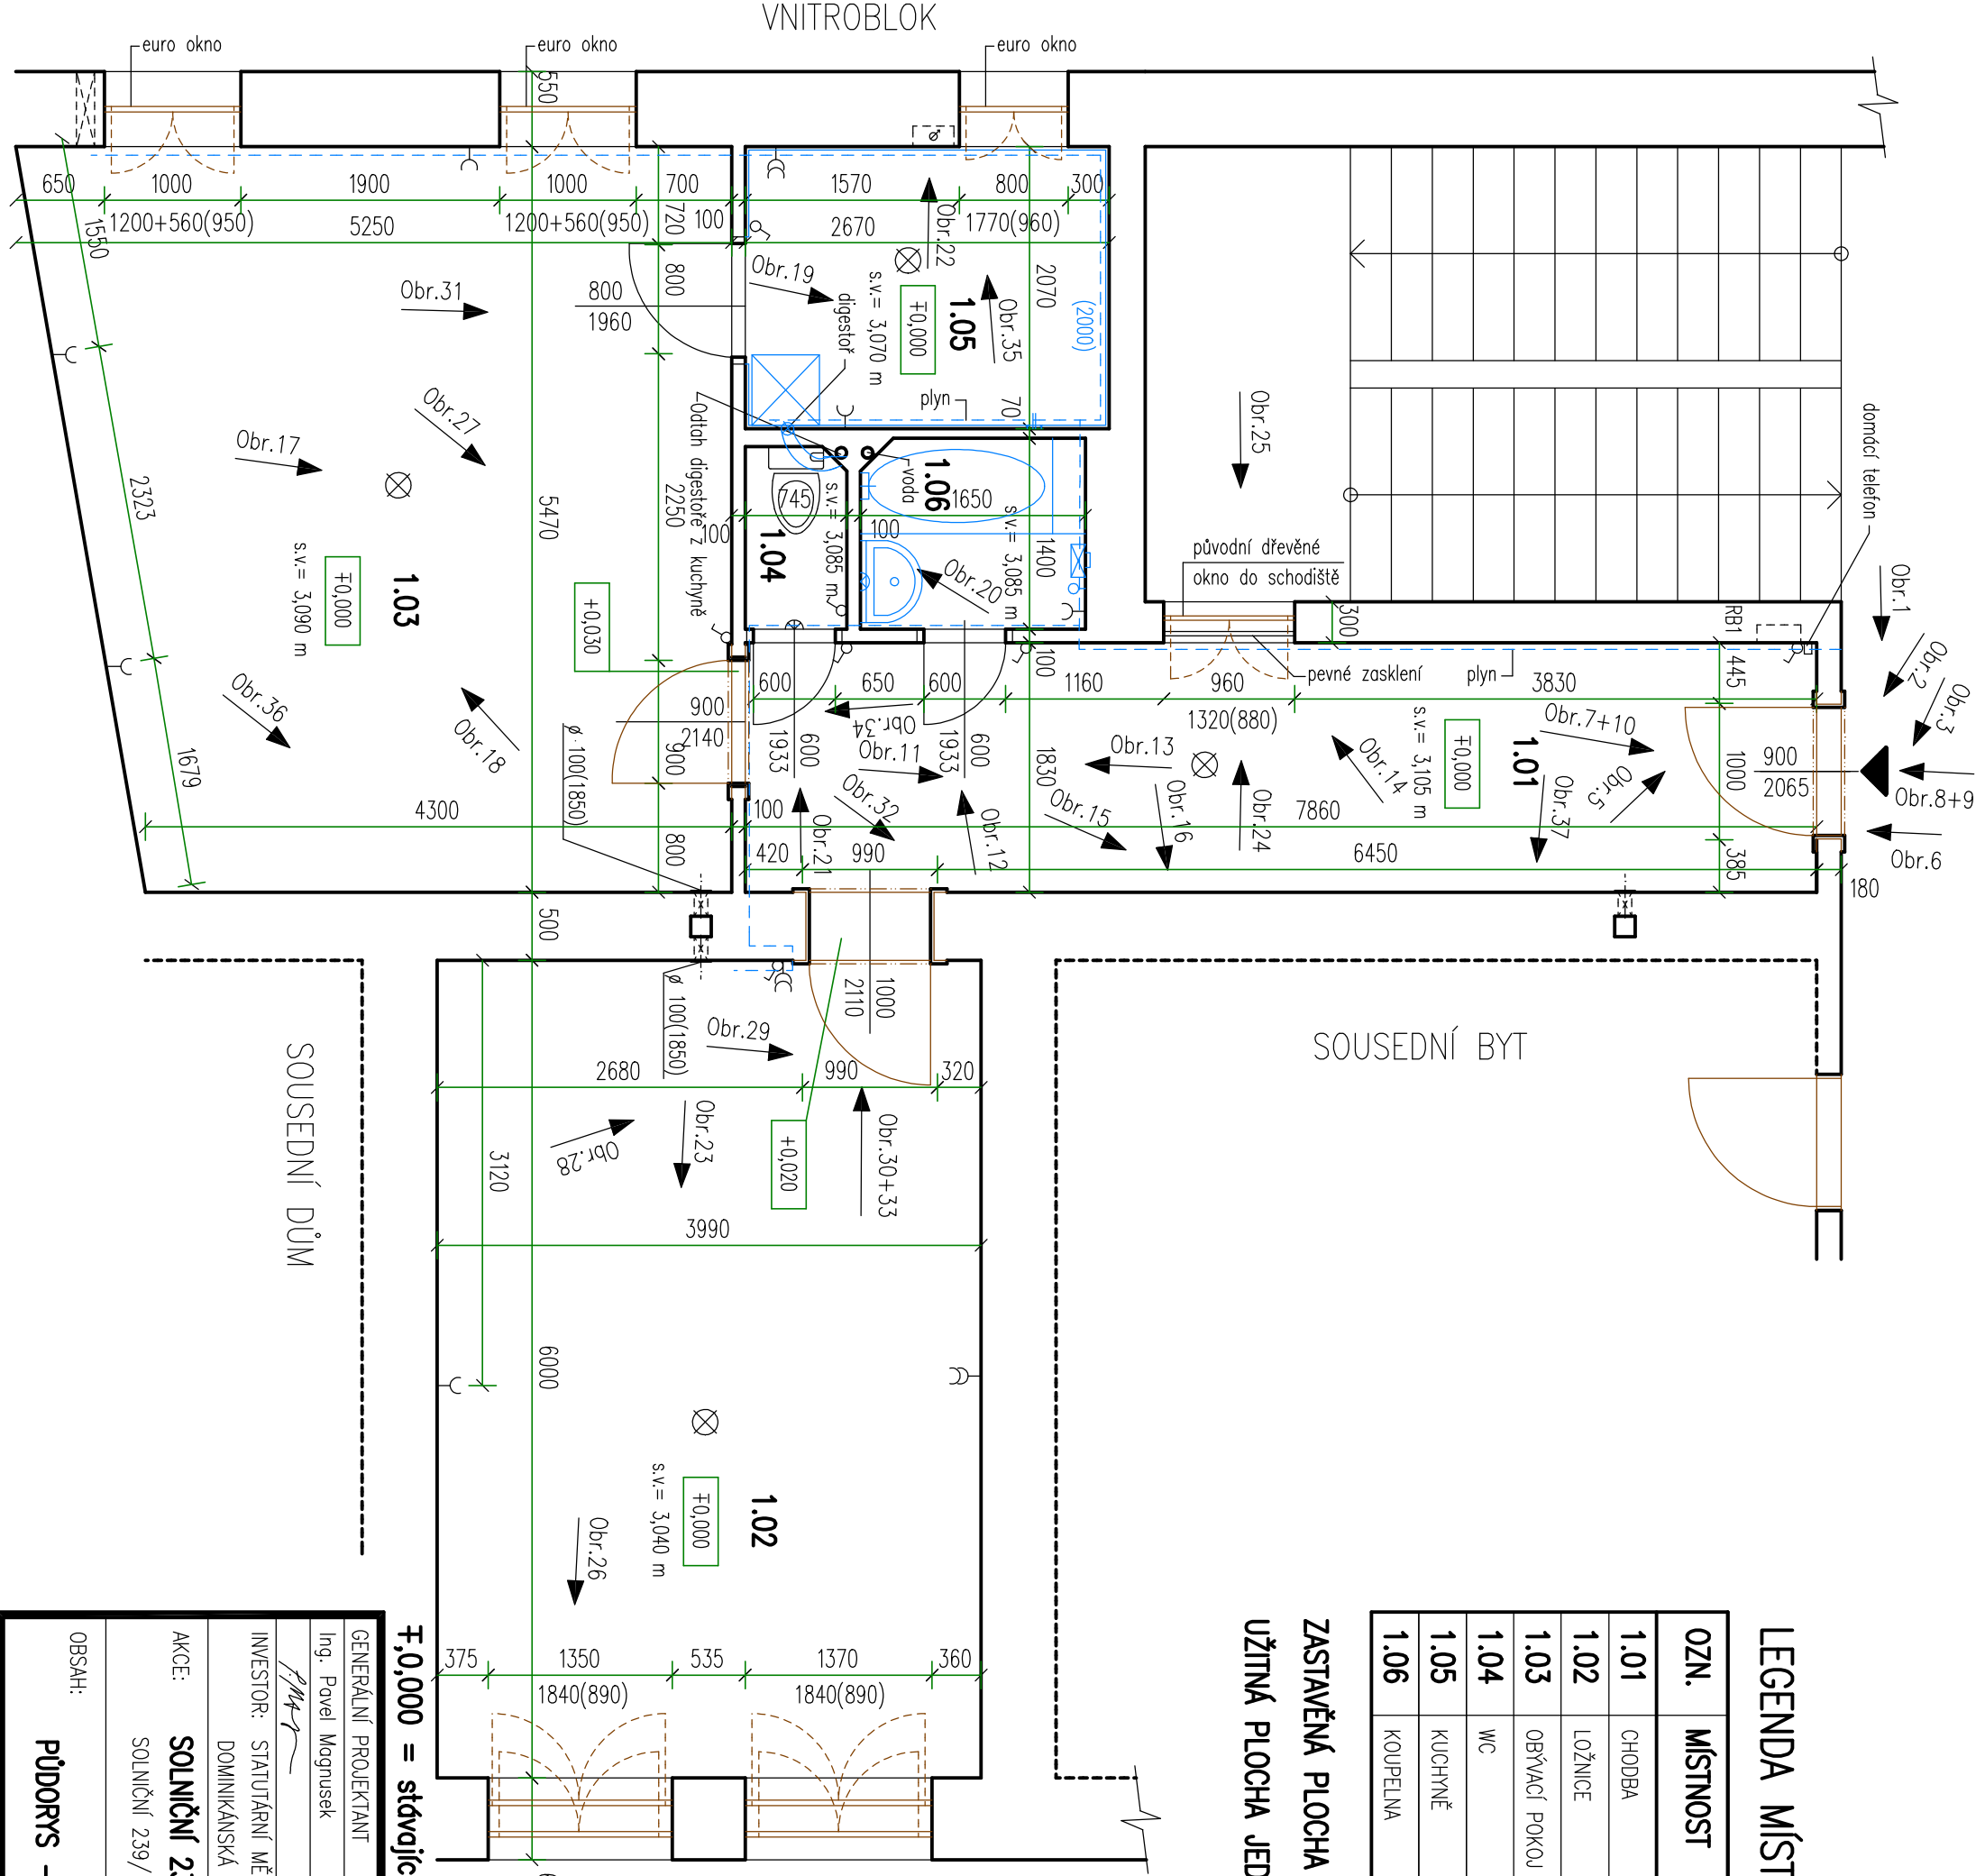 VNITROBLOK
euro okno
euro okno
euro okno
550
650
1000
1900
1000
700
1570
800
300
1200+560(950)
5250
1200+560(950)
100
720
2670
1770(960)
1550
Obr.22
2070
(2000)
Obr.19
800
800
1960
Obr.31
s.v.= 3,070 m
∓0,000
1.05
Obr.35
digestoř
plyn
70
Obr.25
domácí telefon
Obr.27
Obr.17
2323
5470
2250
Odtah digestoře z kuchyně
voda
1.06
1650
745
s.v.= 3,085 m
100
100
1.04
s.v.= 3,085 m
1400
Obr.20
původní dřevěné
okno do schodiště
300
RB1
Obr.1
Obr.2
Obr.3
s.v.= 3,090 m
∓0,000
1.03
+0,030
100
pevné zasklení
plyn
445
Obr.36
Obr.18
1679
ø 100(1850)
600
650
600
1160
960
3830
1320(880)
900
2140
900
600
1933
Obr.34
Obr.11
600
1933
1830
Obr.13
Obr.14
s.v.= 3,105 m
∓0,000
1.01
Obr.7+10
Obr.5
1000
900
2065
Obr.8+9
Obr.6
Obr.32
Obr.15
Obr.16
Obr.24
Obr.37
4300
100
7860
800
420
Obr.21
990
Obr.12
6450
385
180
500
1000
2110
ø 100(1850)
Obr.29
SOUSEDNÍ BYT
SOUSEDNÍ DŮM
2680
990
320
Obr.28
Obr.23
+0,020
Obr.30+33
3120
3990
6000
1.02
∓0,000
s.v.= 3,040 m
Obr.26
375
1350
535
1370
360
1840(890)
1840(890)
LEGENDA MÍST
OZN. MÍSTNOST
1.01 CHODBA
1.02 LOŽNICE
1.03 OBÝVACÍ POKOJ
1.04 WC
1.05 KUCHYNĚ
1.06 KOUPELNA
ZASTAVĚNÁ PLOCHA
UŽITNÁ PLOCHA JED
∓,0,000 = stávajíc
GENERÁLNÍ PROJEKTANT
Ing. Pavel Magnusek
INVESTOR: STATUTÁRNÍ MĚ
DOMINIKÁNSKÁ
AKCE: SOLNIČNÍ 23
SOLNIČNÍ 239/
OBSAH:
PŮDORYS –